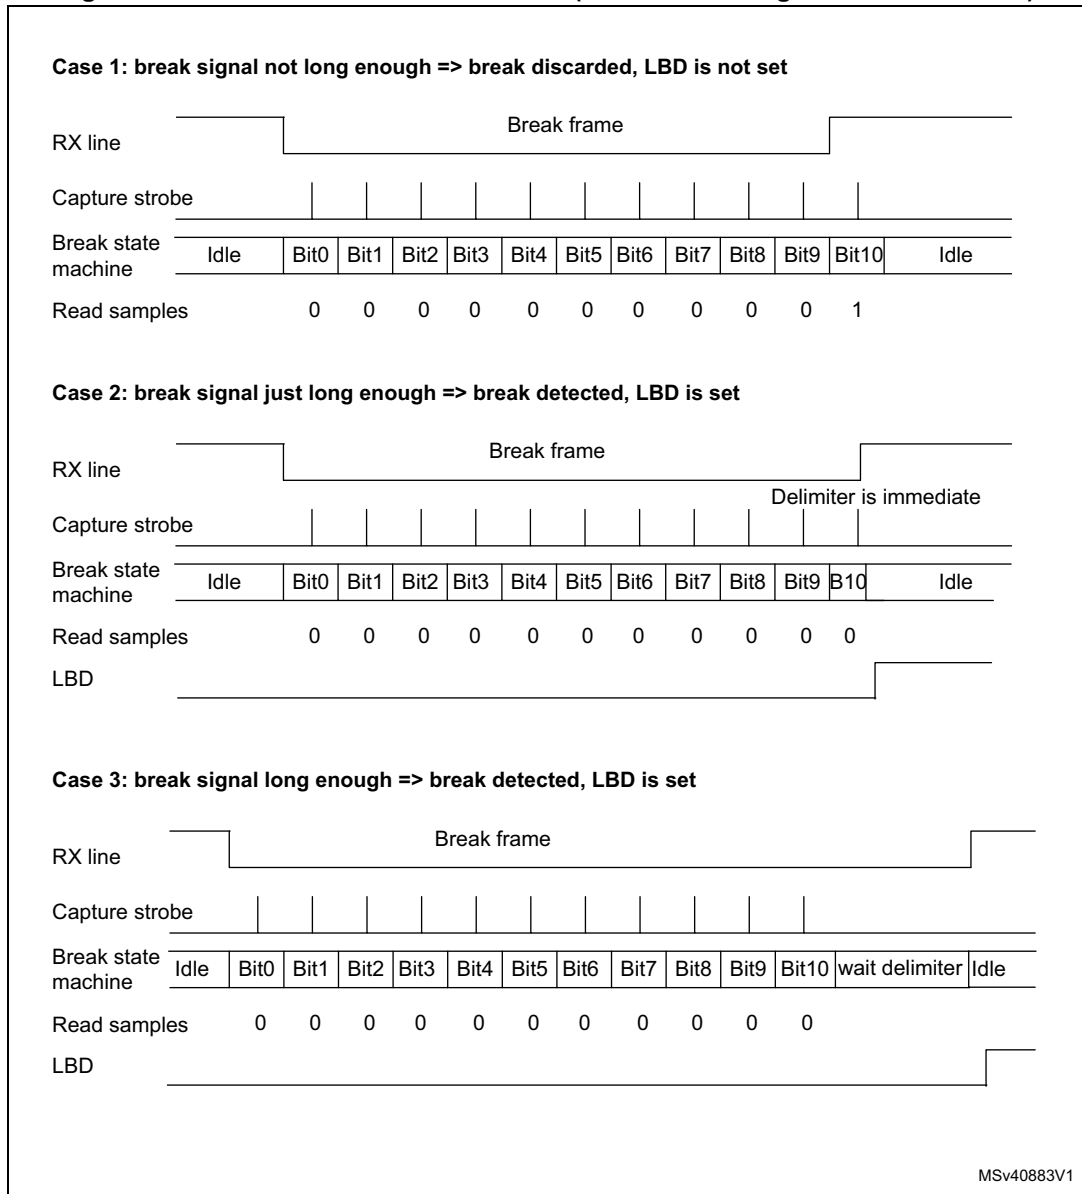 Case 1: break signal not long enough => break discarded, LBD is not set
Break frame
RX line
Capture strobe
Break state machine Idle Bit0 Bit1 Bit2 Bit3 Bit4 Bit5 Bit6 Bit7 Bit8 Bit9 Bit10 Idle
Read samples 0 0 0 0 0 0 0 0 0 0 1
Case 2: break signal just long enough => break detected, LBD is set
Break frame
RX line
Delimiter is immediate
Capture strobe
Break state machine Idle Bit0 Bit1 Bit2 Bit3 Bit4 Bit5 Bit6 Bit7 Bit8 Bit9 B10 Idle
Read samples 0 0 0 0 0 0 0 0 0 0 0
LBD
Case 3: break signal long enough => break detected, LBD is set
Break frame
RX line
Capture strobe
Break state machine Idle Bit0 Bit1 Bit2 Bit3 Bit4 Bit5 Bit6 Bit7 Bit8 Bit9 Bit10 wait delimiter Idle
Read samples 0 0 0 0 0 0 0 0 0 0 0
LBD
MSv40883V1